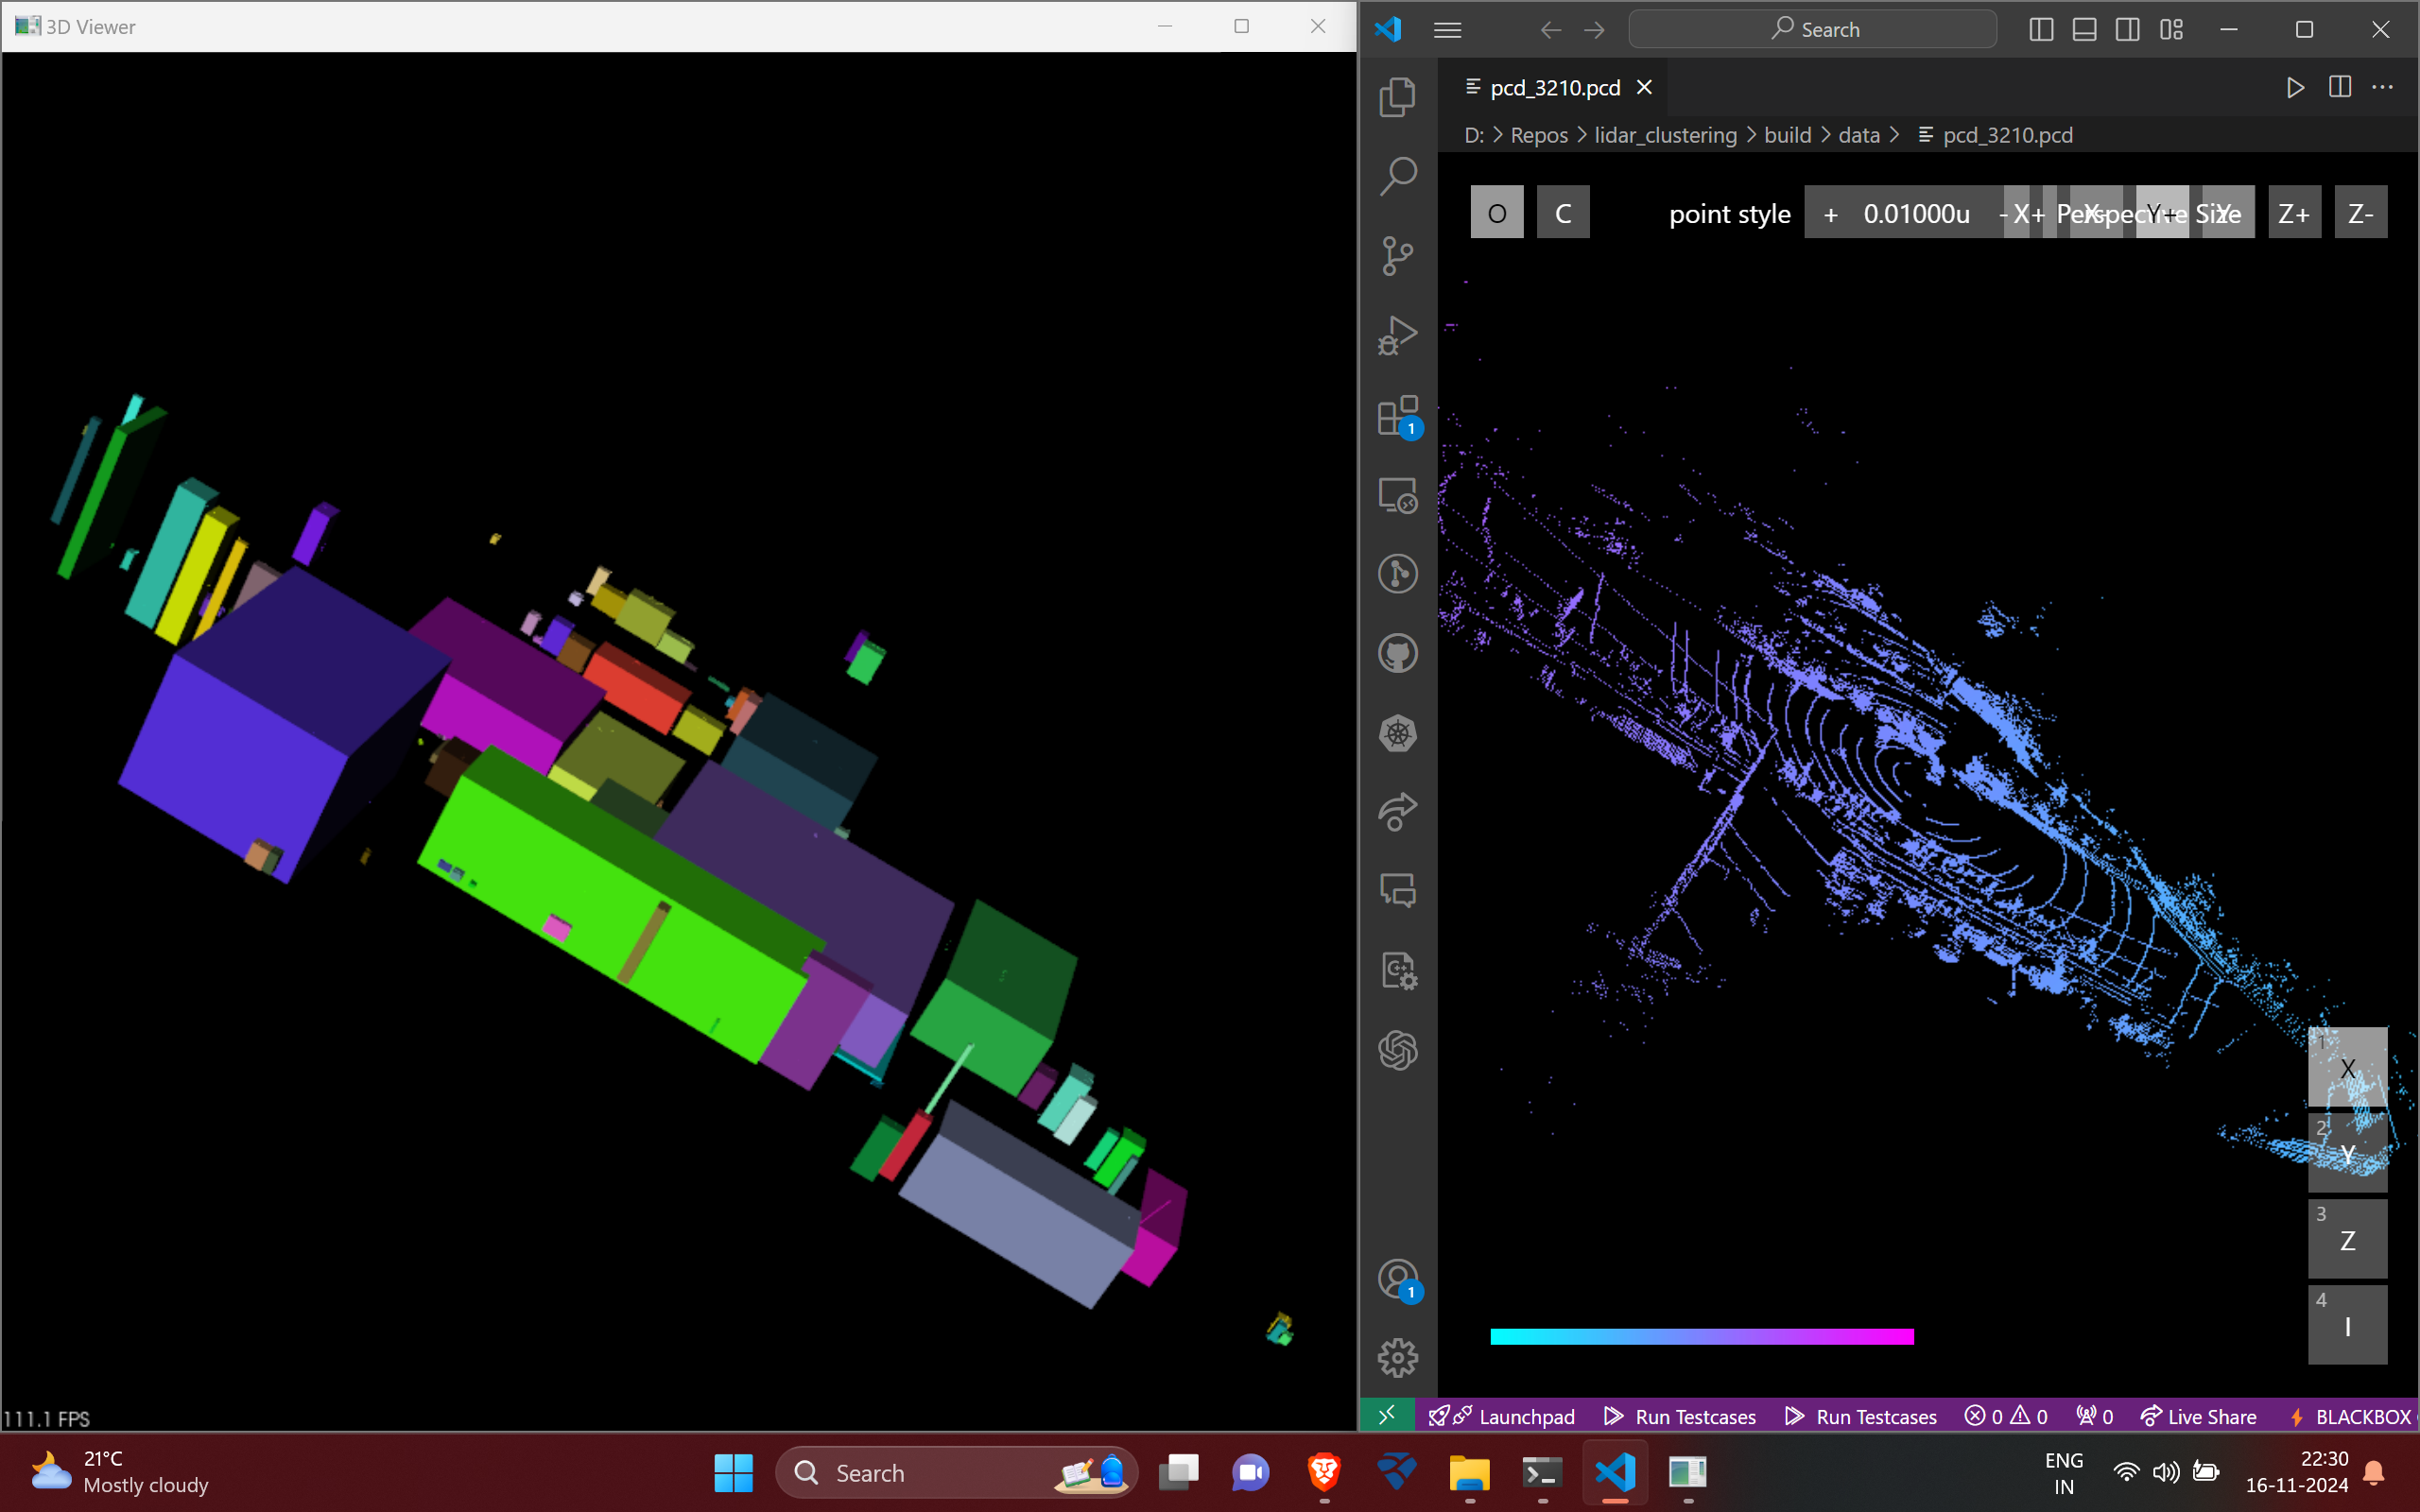 3D Viewer
111.1 FPS
Search
pcd_3210.pcd
D: > Repos > lidar_clustering > build > data > pcd_3210.pcd
O C point style + 0.01000u - X+ Perspective Size X- Y+ Y- Z+ Z-
1
1
X
2
Y
3
Z
4
I
1
Launchpad Run Testcases Run Testcases 0 0 0 Live Share BLACKBOX
21°C
Mostly cloudy
Search
ENG
IN
22:30
16-11-2024